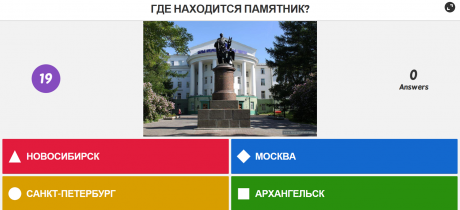 ГДЕ НАХОДИТСЯ ПАМЯТНИК?
19
0
Answers
НОВОСИБИРСК
МОСКВА
САНКТ-ПЕТЕРБУРГ
АРХАНГЕЛЬСК